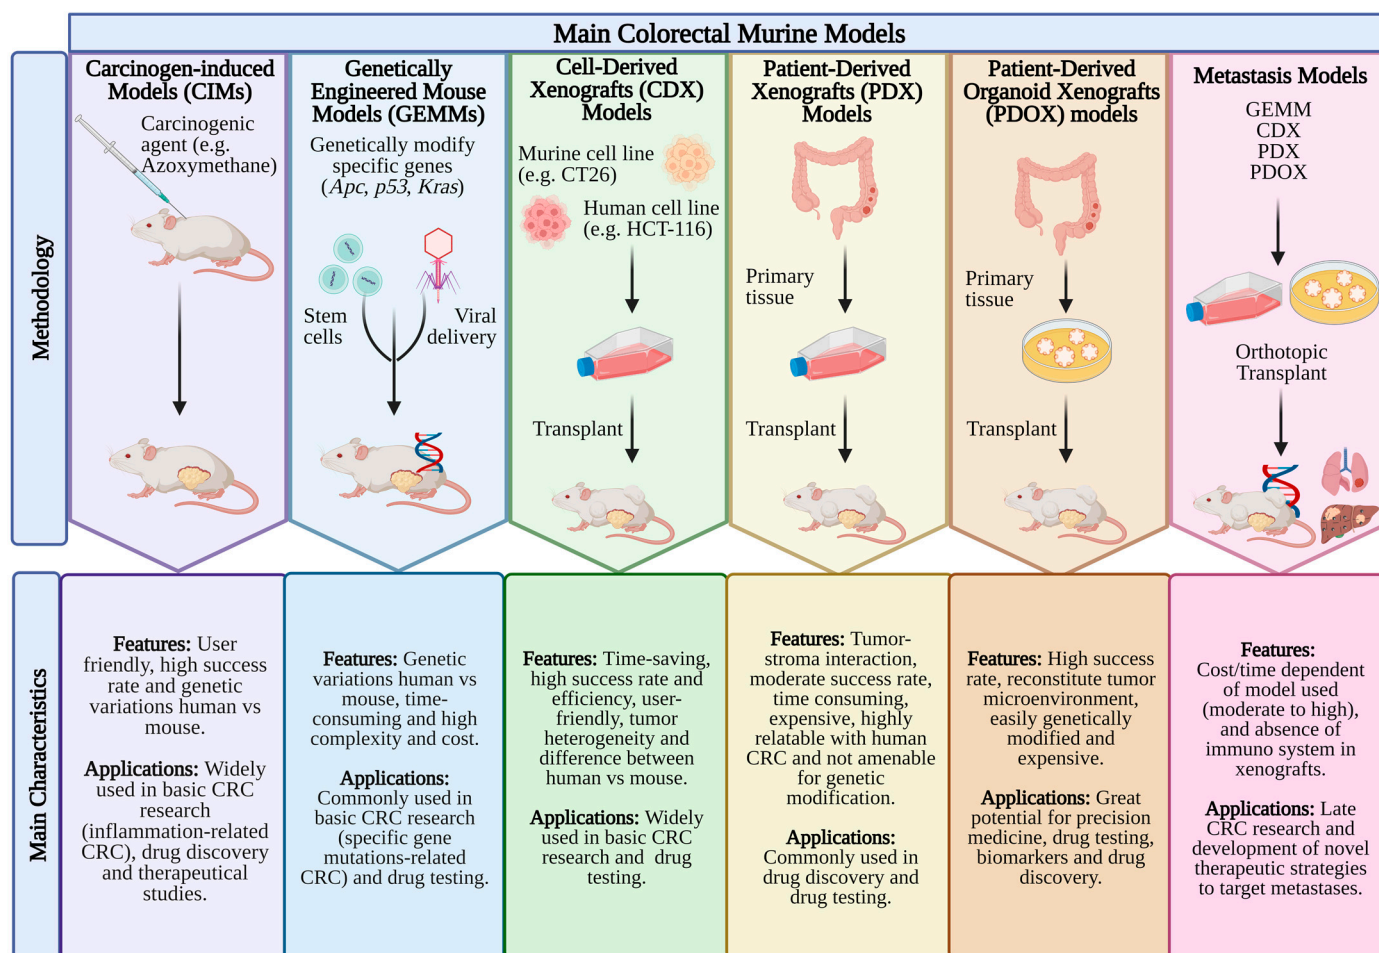 Main Colorectal Murine Models
Methodology
Carcinogen-induced
Models (CIMs)
Carcinogenic
agent (e.g.
Azoxymethane)
Genetically
Engineered Mouse
Models (GEMMs)
Genetically modify
specific genes
(Apc, p53, Kras)
Stem
cells
Viral
delivery
Cell-Derived
Xenografts (CDX)
Models
Murine cell line
(e.g. CT26)
Human cell line
(e.g. HCT-116)
Transplant
Patient-Derived
Xenografts (PDX)
Models
Primary
tissue
Transplant
Patient-Derived
Organoid Xenografts
(PDOX) models
Primary
tissue
Transplant
Metastasis Models
GEMM
CDX
PDX
PDOX
Orthotopic
Transplant
Main Characteristics
Features: User
friendly, high success
rate and genetic
variations human vs
mouse.
Applications: Widely
used in basic CRC
research
(inflammation-related
CRC), drug discovery
and therapeutical
studies.
Features: Genetic
variations human vs
mouse, time-
consuming and high
complexity and cost.
Applications:
Commonly used in
basic CRC research
(specific gene
mutations-related
CRC) and drug testing.
Features: Time-saving,
high success rate and
efficiency, user-
friendly, tumor
heterogeneity and
difference between
human vs mouse.
Applications: Widely
used in basic CRC
research and drug
testing.
Features: Tumor-
stroma interaction,
moderate success rate,
time consuming,
expensive, highly
relatable with human
CRC and not amenable
for genetic
modification.
Applications:
Commonly used in
drug discovery and
drug testing.
Features: High success
rate, reconstitute tumor
microenvironment,
easily genetically
modified and
expensive.
Applications: Great
potential for precision
medicine, drug testing,
biomarkers and drug
discovery.
Features:
Cost/time dependent
of model used
(moderate to high),
and absence of
immuno system in
xenografts.
Applications: Late
CRC research and
development of novel
therapeutic strategies
to target metastases.